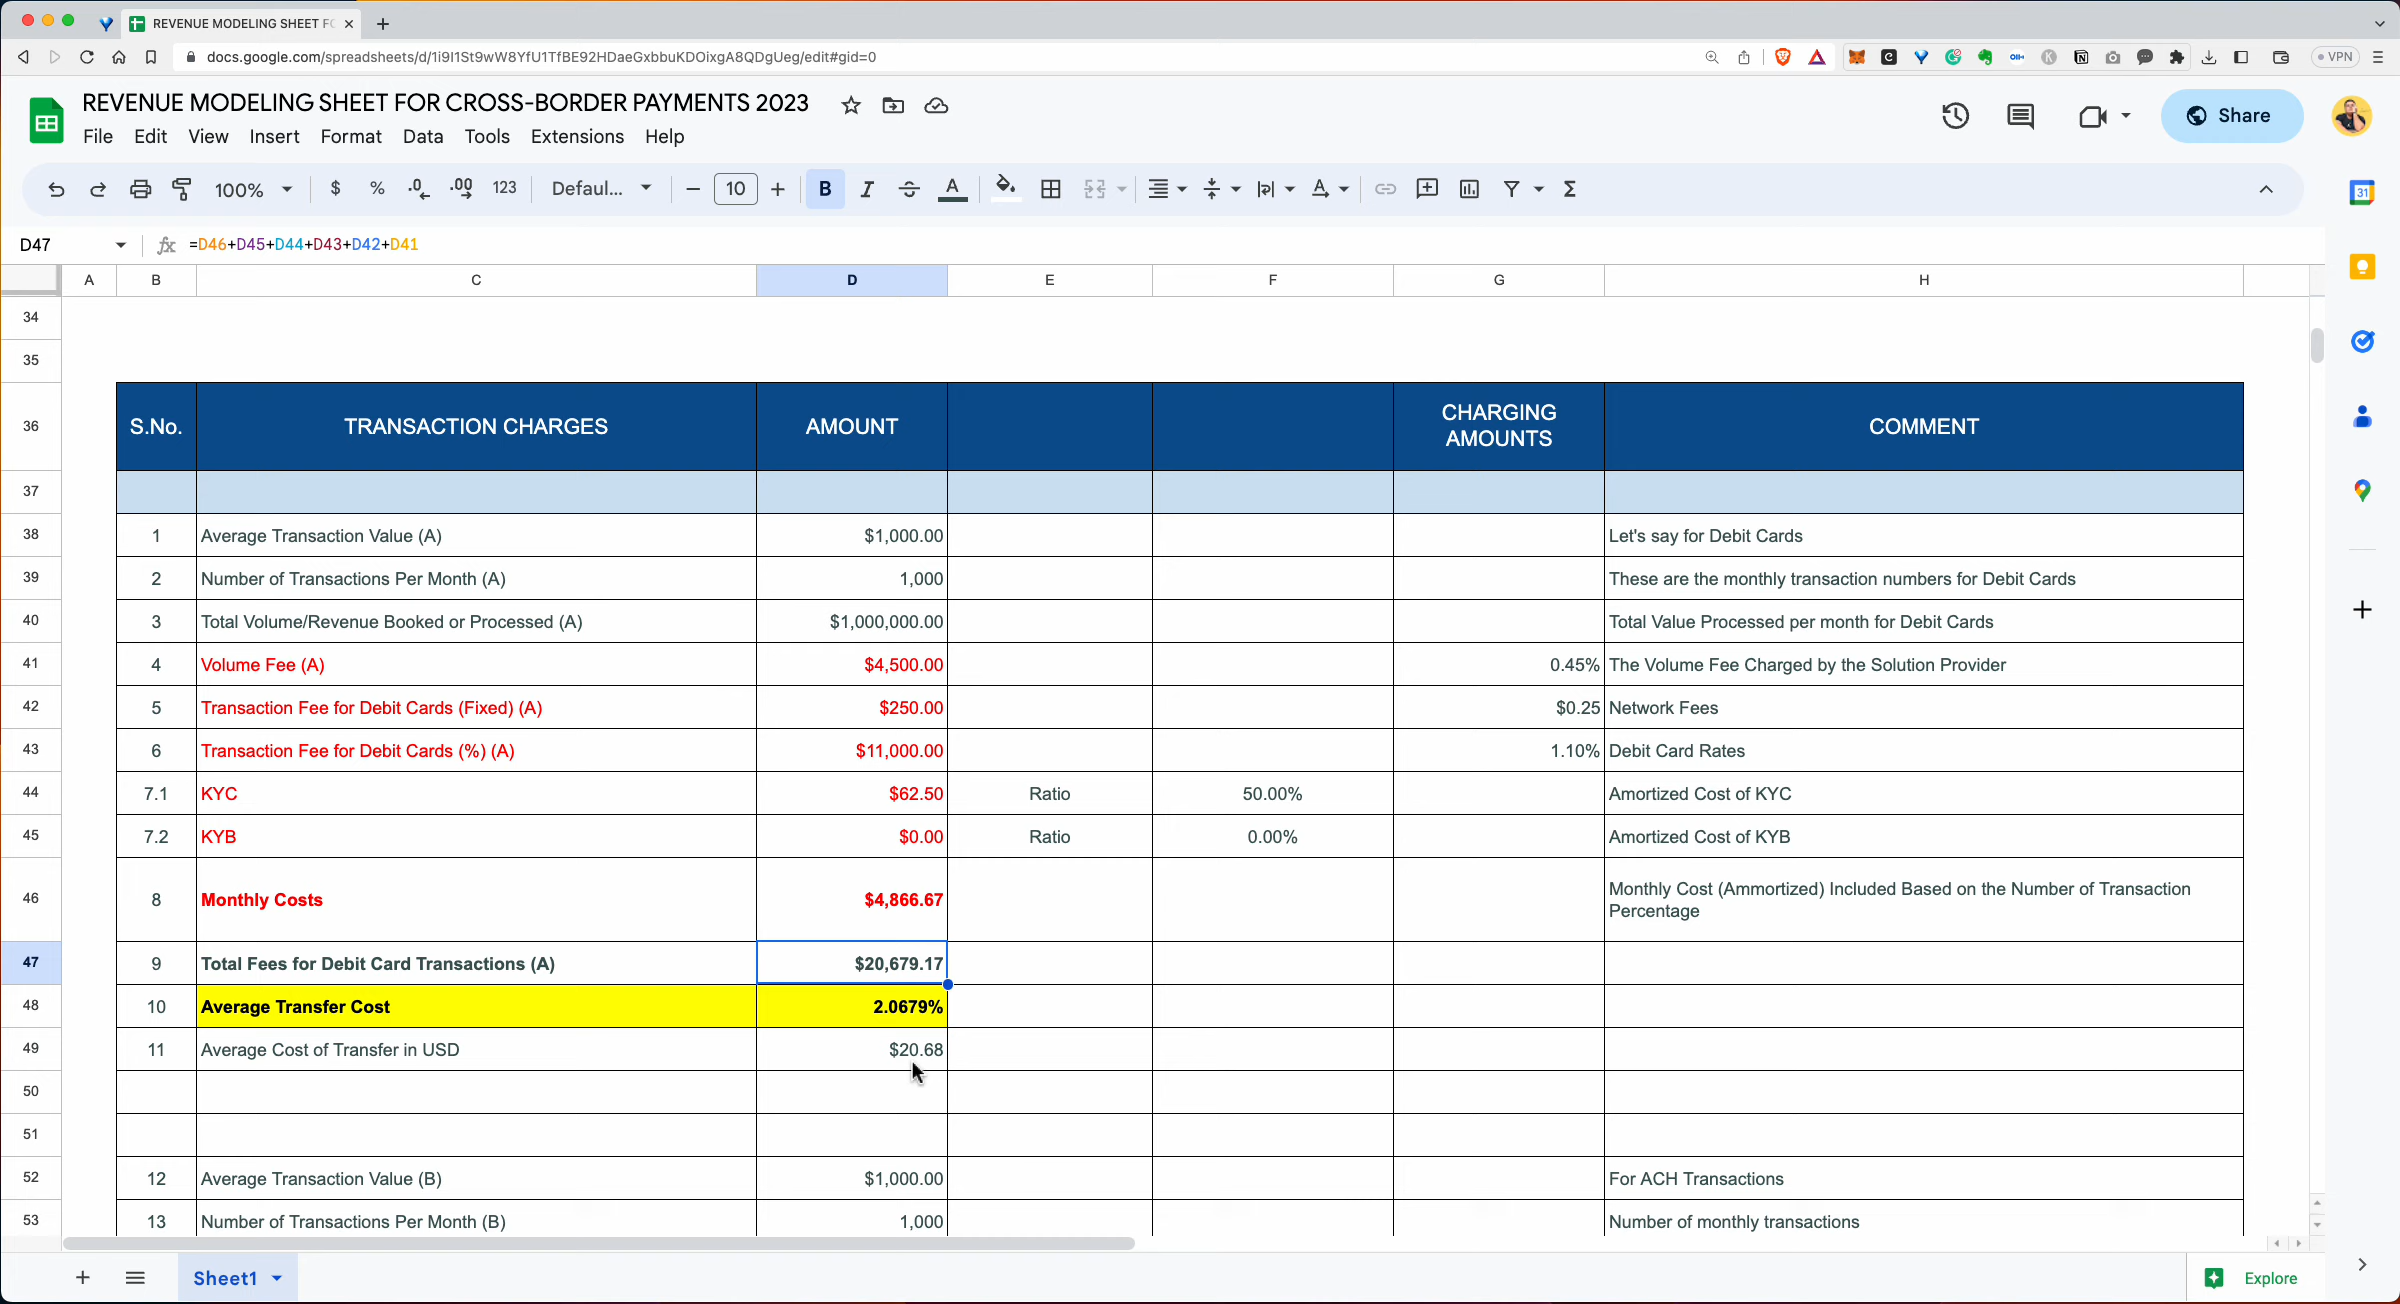 REVENUE MODELING SHEET FC
docs.google.com/spreadsheets/d/1i9I1St9wW8YfU1TfBE92HDaeGxbbuKDOixgA8QDgUeg/edit#gid=0
VPN
REVENUE MODELING SHEET FOR CROSS-BORDER PAYMENTS 2023
File Edit View Insert Format Data Tools Extensions Help
Share
100% $ % .0 .00 123 Defaul... 10 B I A
31
D47 fx =D46+D45+D44+D43+D42+D41
A B C D E F G H
34
35
36 S.No. TRANSACTION CHARGES AMOUNT CHARGING AMOUNTS COMMENT
37
38 1 Average Transaction Value (A) $1,000.00 Let's say for Debit Cards
39 2 Number of Transactions Per Month (A) 1,000 These are the monthly transaction numbers for Debit Cards
40 3 Total Volume/Revenue Booked or Processed (A) $1,000,000.00 Total Value Processed per month for Debit Cards
41 4 Volume Fee (A) $4,500.00 0.45% The Volume Fee Charged by the Solution Provider
42 5 Transaction Fee for Debit Cards (Fixed) (A) $250.00 $0.25 Network Fees
43 6 Transaction Fee for Debit Cards (%) (A) $11,000.00 1.10% Debit Card Rates
44 7.1 KYC $62.50 Ratio 50.00% Amortized Cost of KYC
45 7.2 KYB $0.00 Ratio 0.00% Amortized Cost of KYB
46 8 Monthly Costs $4,866.67 Monthly Cost (Ammortized) Included Based on the Number of Transaction
Percentage
47 9 Total Fees for Debit Card Transactions (A) $20,679.17
48 10 Average Transfer Cost 2.0679%
49 11 Average Cost of Transfer in USD $20.68
50
51
52 12 Average Transaction Value (B) $1,000.00 For ACH Transactions
53 13 Number of Transactions Per Month (B) 1,000 Number of monthly transactions
Sheet1
Explore